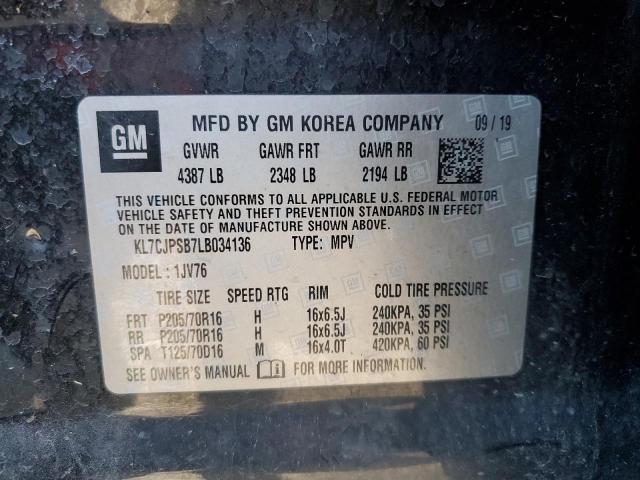 GM MFD BY GM KOREA COMPANY 09/19
GVWR GAWR FRT GAWR RR
4387 LB 2348 LB 2194 LB
THIS VEHICLE CONFORMS TO ALL APPLICABLE U.S. FEDERAL MOTOR
VEHICLE SAFETY AND THEFT PREVENTION STANDARDS IN EFFECT
ON THE DATE OF MANUFACTURE SHOWN ABOVE.
KL7CJPSB7LB034136 TYPE: MPV
MODEL: 1JV76
TIRE SIZE SPEED RTG RIM COLD TIRE PRESSURE
FRT P205/70R16 H 16x6.5J 240KPA, 35 PSI
RR P205/70R16 H 16x6.5J 240KPA, 35 PSI
SPA T125/70D16 M 16x4.0T 420KPA, 60 PSI
SEE OWNER'S MANUAL FOR MORE INFORMATION.